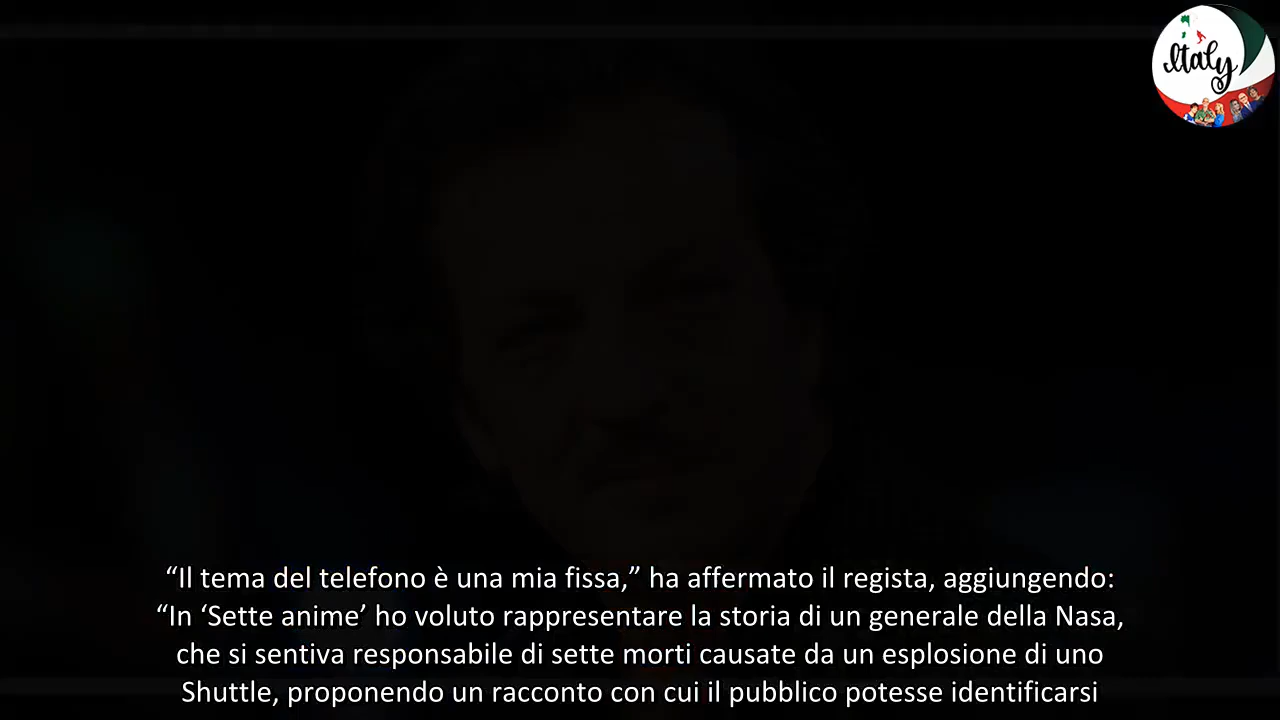 Italy
“Il tema del telefono è una mia fissa,” ha affermato il regista, aggiungendo:
“In ‘Sette anime’ ho voluto rappresentare la storia di un generale della Nasa,
che si sentiva responsabile di sette morti causate da un esplosione di uno
Shuttle, proponendo un racconto con cui il pubblico potesse identificarsi